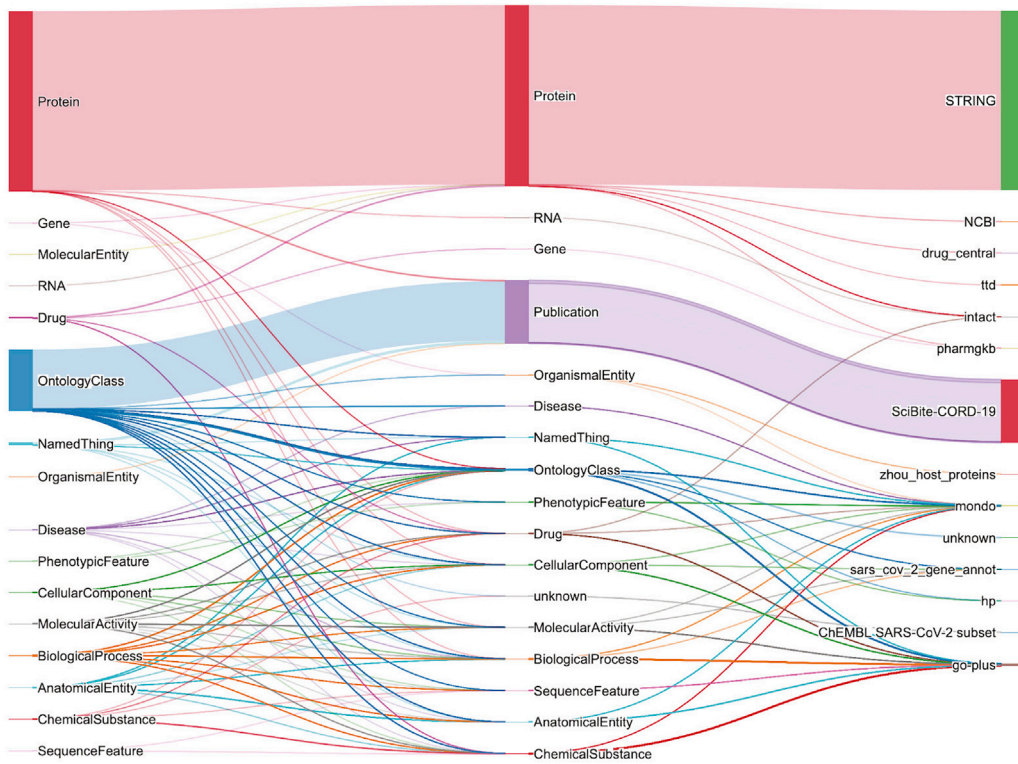 Protein
Gene
MolecularEntity
RNA
Drug
OntologyClass
NamedThing
OrganismalEntity
Disease
PhenotypicFeature
CellularComponent
MolecularActivity
BiologicalProcess
AnatomicalEntity
ChemicalSubstance
SequenceFeature
Protein
RNA
Gene
Publication
OrganismalEntity
Disease
NamedThing
OntologyClass
PhenotypicFeature
Drug
CellularComponent
unknown
MolecularActivity
BiologicalProcess
SequenceFeature
AnatomicalEntity
ChemicalSubstance
STRING
NCBI
drug_central
ttd
intact
pharmgkb
SciBite-CORD-19
zhou_host_proteins
mondo
unknown
sars_cov_2_gene_annot
hp
ChEMBL SARS-CoV-2 subset
go-plus